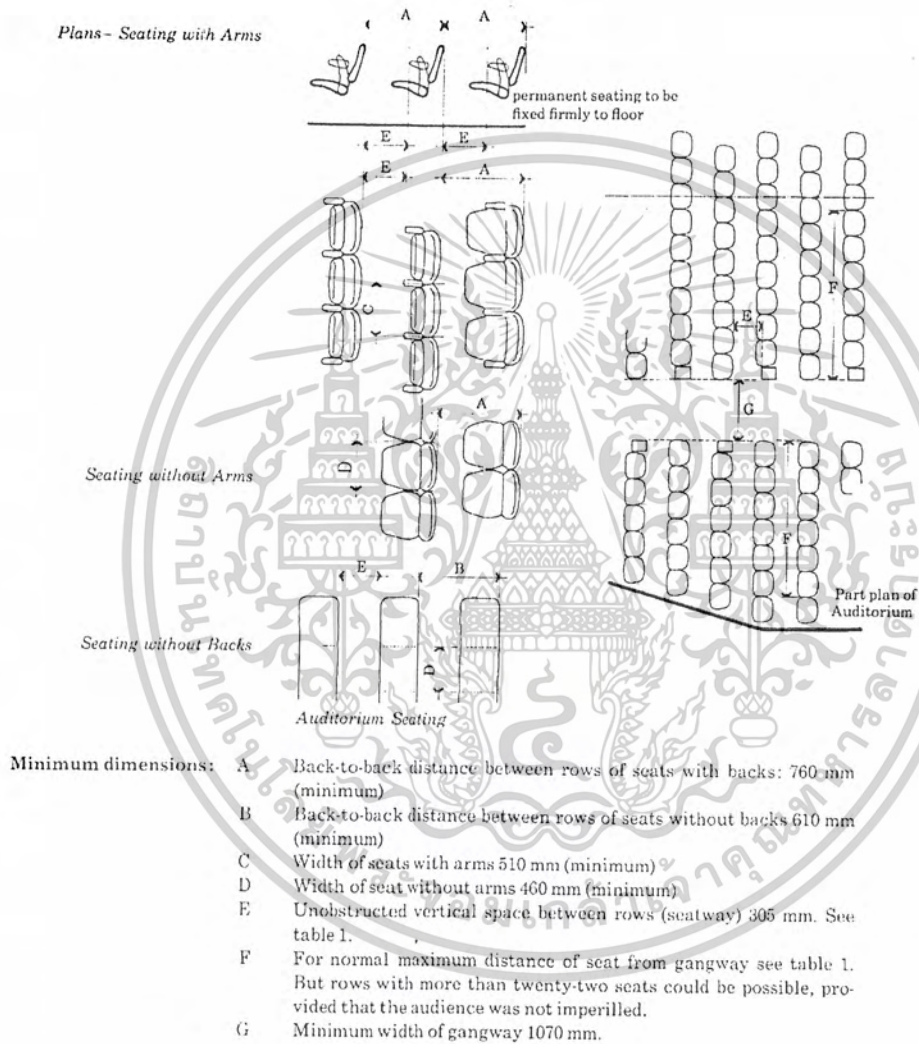 Plans - Seating with Arms
A
A
permanent seating to be
fixed firmly to floor
E
E
E
A
C
F
E
G
A
D
Seating without Arms
F
E
B
Part plan of
Auditorium
Seating without Backs
D
Auditorium Seating
Minimum dimensions: A Back-to-back distance between rows of seats with backs: 760 mm
(minimum)
B Back-to-back distance between rows of seats without backs 610 mm
(minimum)
C Width of seats with arms 510 mm (minimum)
D Width of seat without arms 460 mm (minimum)
E Unobstructed vertical space between rows (seatway) 305 mm. See
table 1.
F For normal maximum distance of seat from gangway see table 1.
But rows with more than twenty-two seats could be possible, pro-
vided that the audience was not imperilled.
G Minimum width of gangway 1070 mm.